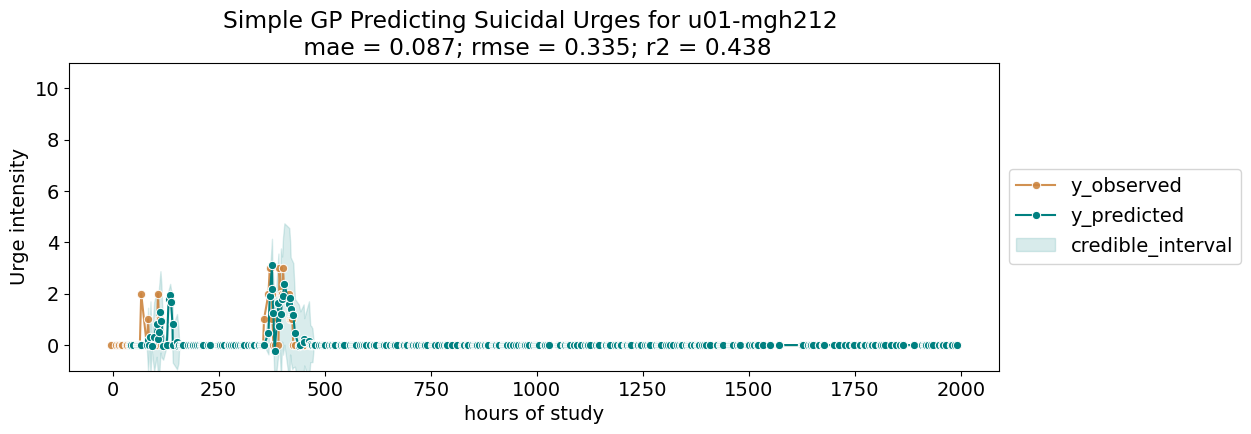 Simple GP Predicting Suicidal Urges for u01-mgh212
mae = 0.087; rmse = 0.335; r2 = 0.438
Urge intensity
10
8
6
4
2
0
0
250
500
750
1000
1250
1500
1750
2000
hours of study
y_observed
y_predicted
credible_interval